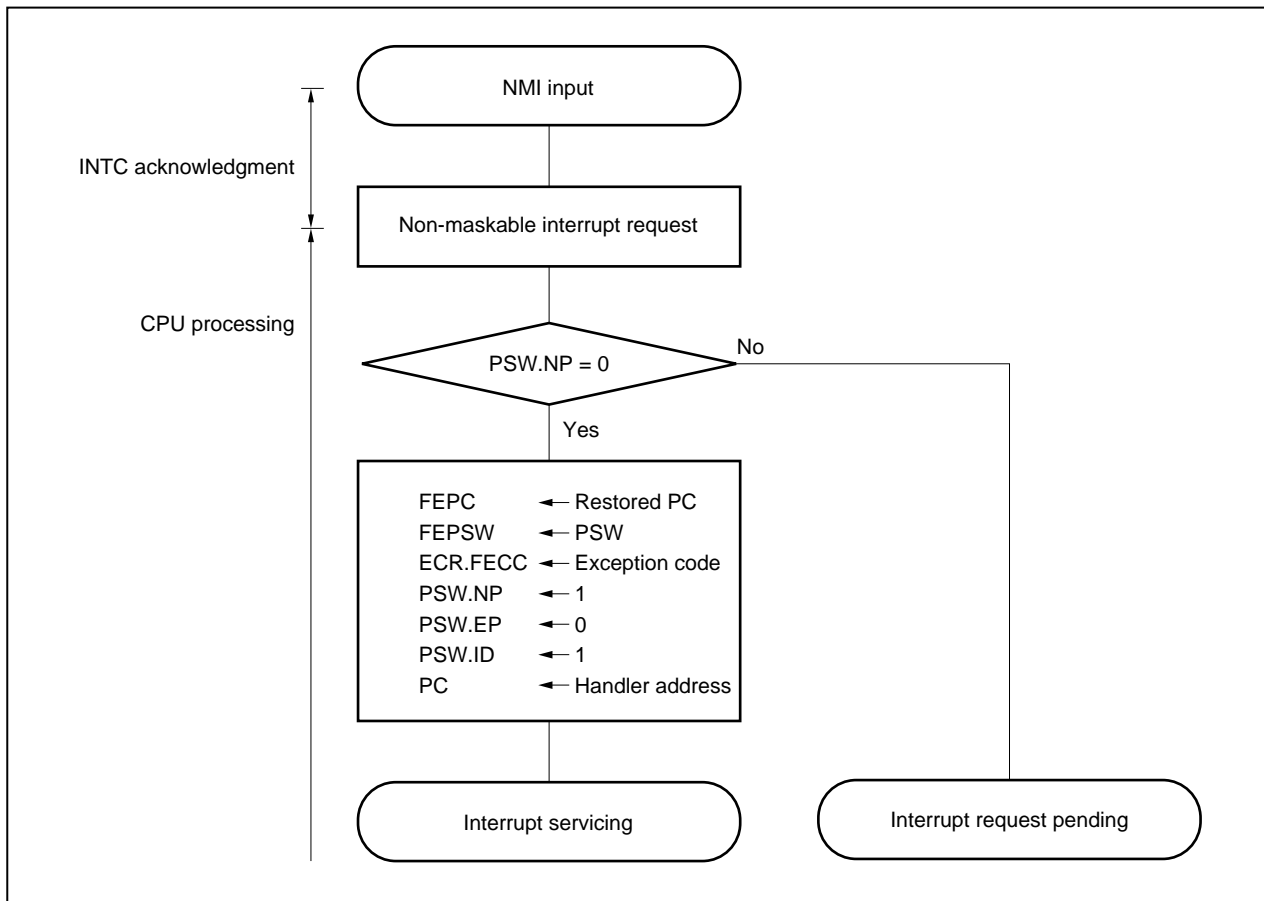 NMI input
INTC acknowledgment
Non-maskable interrupt request
CPU processing
PSW.NP = 0
No
Yes
FEPC ← Restored PC
FEPSW ← PSW
ECR.FECC ← Exception code
PSW.NP ← 1
PSW.EP ← 0
PSW.ID ← 1
PC ← Handler address
Interrupt servicing
Interrupt request pending